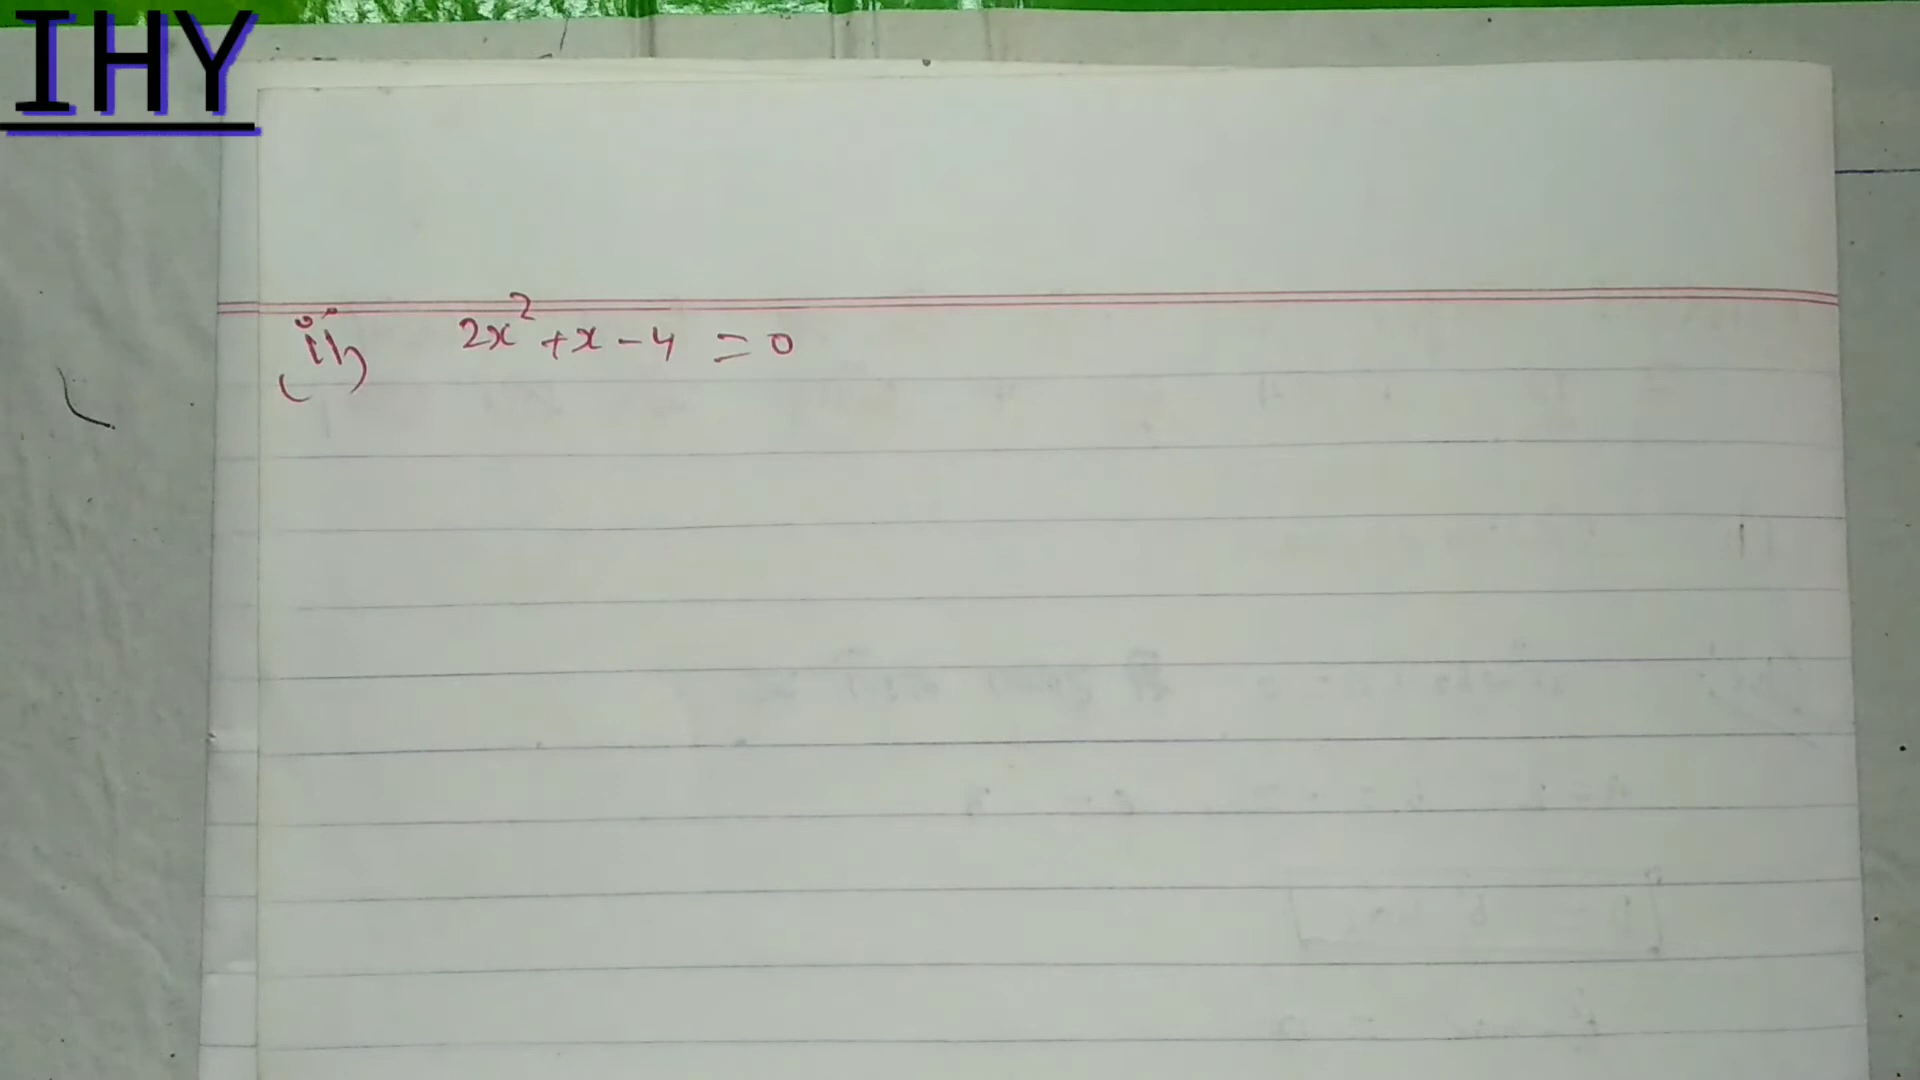 IHY
(ii) 2x² + x - 4 = 0